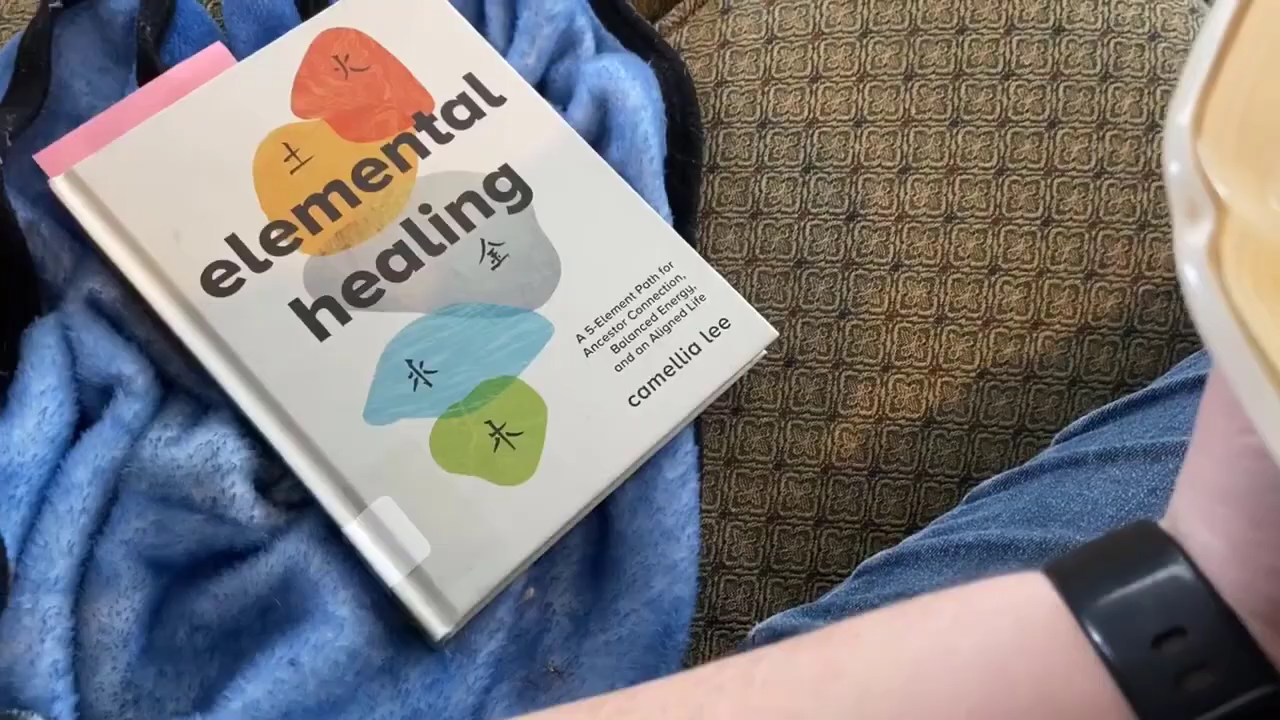 火
土
elemental
healing
金
水
木
A 5-Element Path for
Ancestor Connection,
Balanced Energy,
and an Aligned Life
camellia lee